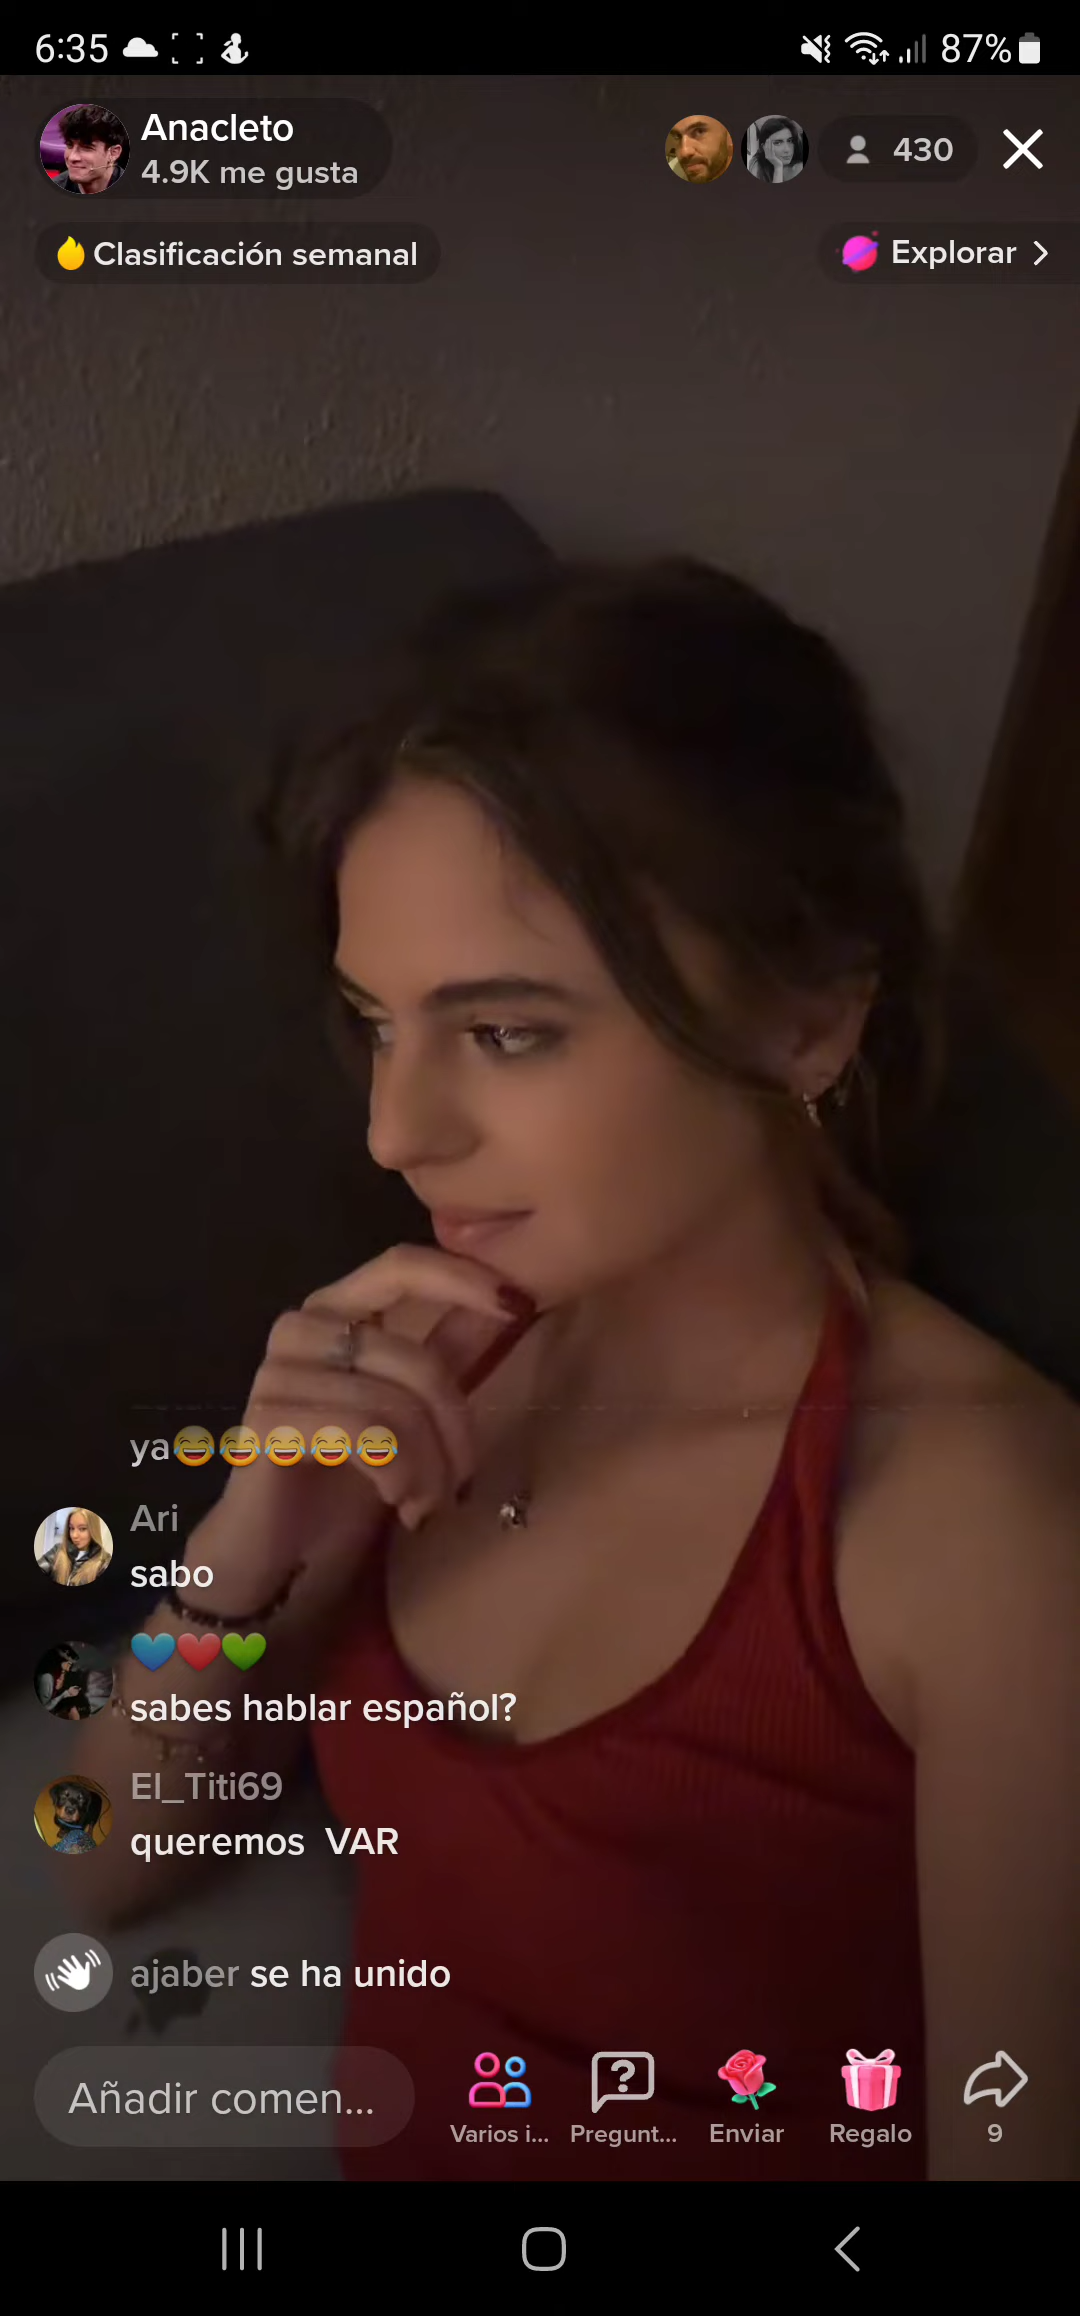 6:35
87%
Anacleto
4.9K me gusta
430
Clasificación semanal
Explorar
ya😂😂😂😂😂
Ari
sabo
💙❤️💚
sabes hablar español?
El_Titi69
queremos  VAR
ajaber se ha unido
Añadir comen...
Varios i...
Pregunt...
Enviar
Regalo
9